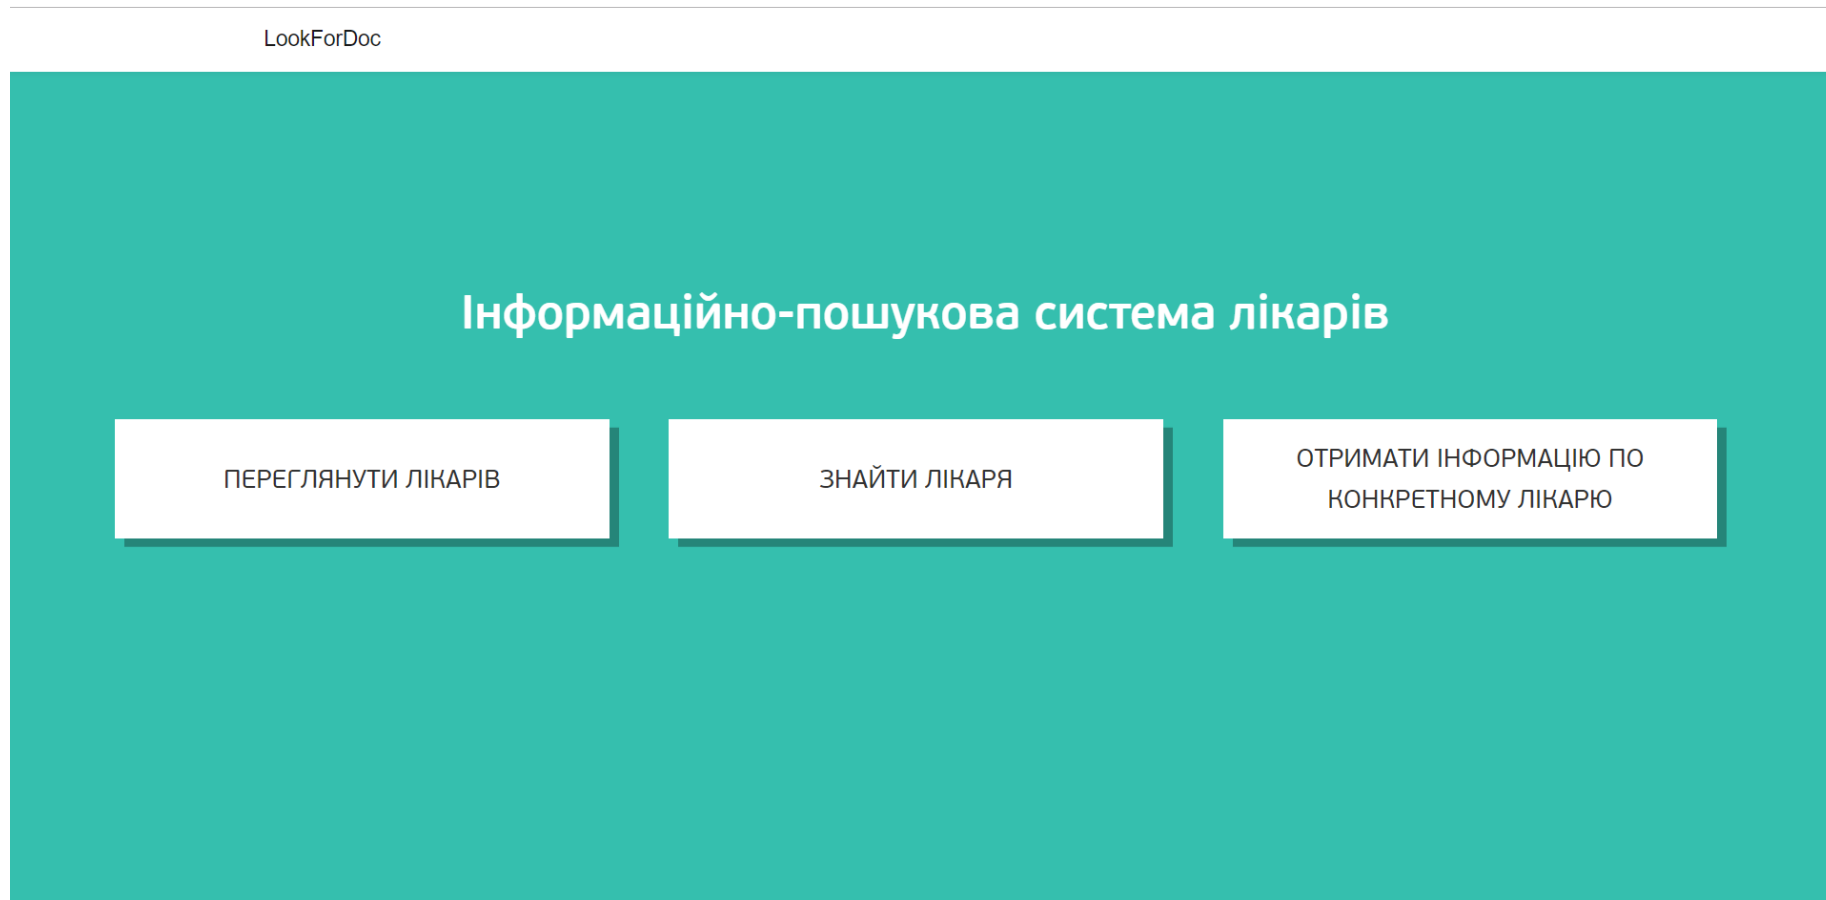 LookForDoc
Інформаційно-пошукова система лікарів
ПЕРЕГЛЯНУТИ ЛІКАРІВ
ЗНАЙТИ ЛІКАРЯ
ОТРИМАТИ ІНФОРМАЦІЮ ПО
КОНКРЕТНОМУ ЛІКАРЮ